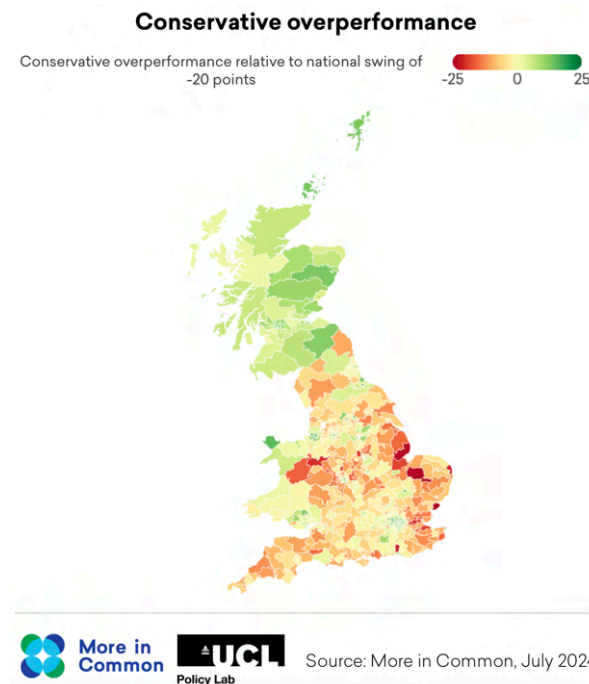 Conservative overperformance
Conservative overperformance relative to national swing of
-20 points
-25 0 25
More in
Common
UCL
Policy Lab
Source: More in Common, July 2024